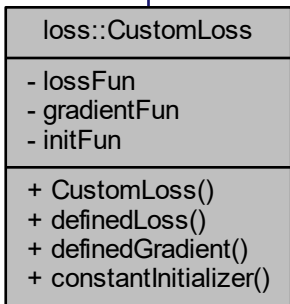 loss::CustomLoss
- lossFun
- gradientFun
- initFun
+ CustomLoss()
+ definedLoss()
+ definedGradient()
+ constantInitializer()